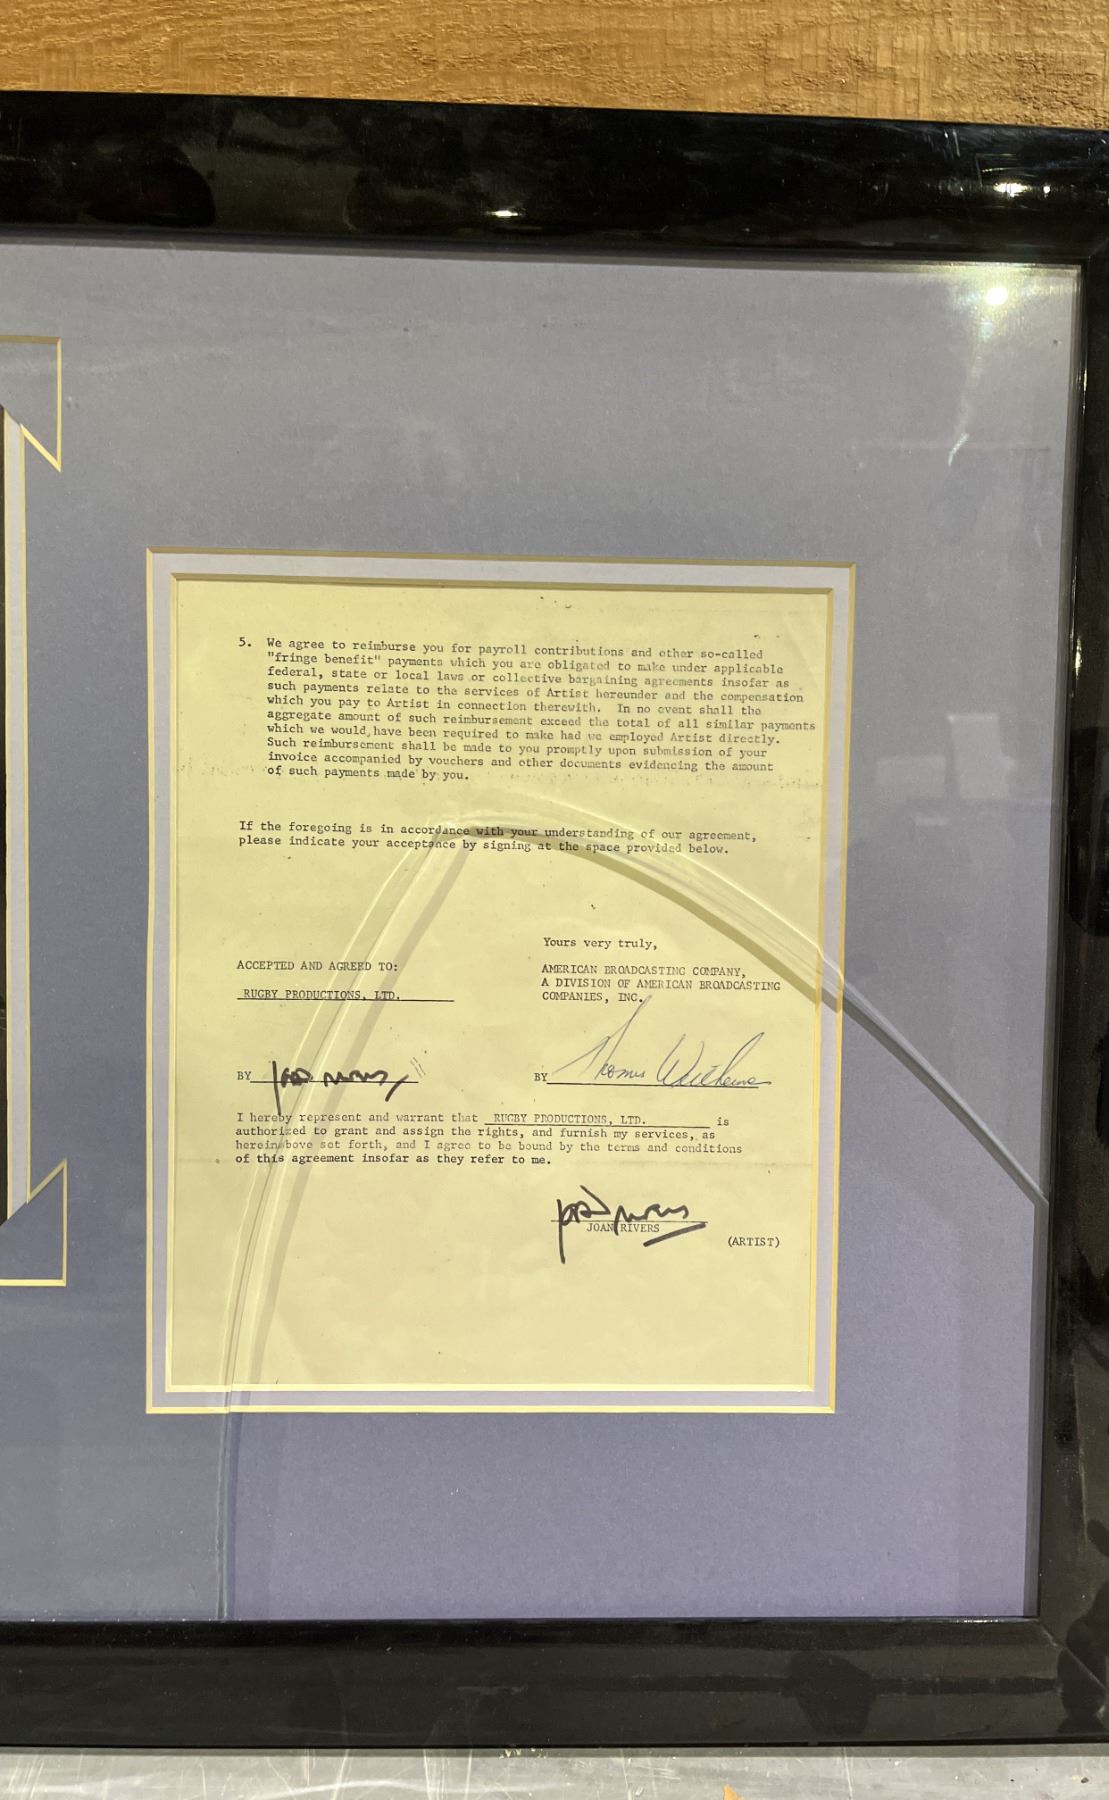 5. We agree to reimburse you for payroll contributions and other so-called
"fringe benefit" payments which you are obligated to make under applicable
federal, state or local laws or collective bargaining agreements insofar as
such payments relate to the services of Artist hereunder and the compensation
which you pay to Artist in connection therewith. In no event shall the
aggregate amount of such reimbursement exceed the total of all similar payments
which we would have been required to make had we employed Artist directly.
Such reimbursement shall be made to you promptly upon submission of your
invoice accompanied by vouchers and other documents evidencing the amount
of such payments made by you.
If the foregoing is in accordance with your understanding of our agreement,
please indicate your acceptance by signing at the space provided below.
Yours very truly,
ACCEPTED AND AGREED TO:
RUGBY PRODUCTIONS, LTD.
AMERICAN BROADCASTING COMPANY,
A DIVISION OF AMERICAN BROADCASTING
COMPANIES, INC.
BY Joan Rivers
BY Thomas
I hereby represent and warrant that RUGBY PRODUCTIONS, LTD. is
authorized to grant and assign the rights, and furnish my services, as
hereinabove set forth, and I agree to be bound by the terms and conditions
of this agreement insofar as they refer to me.
Joan Rivers
JOAN RIVERS
(ARTIST)